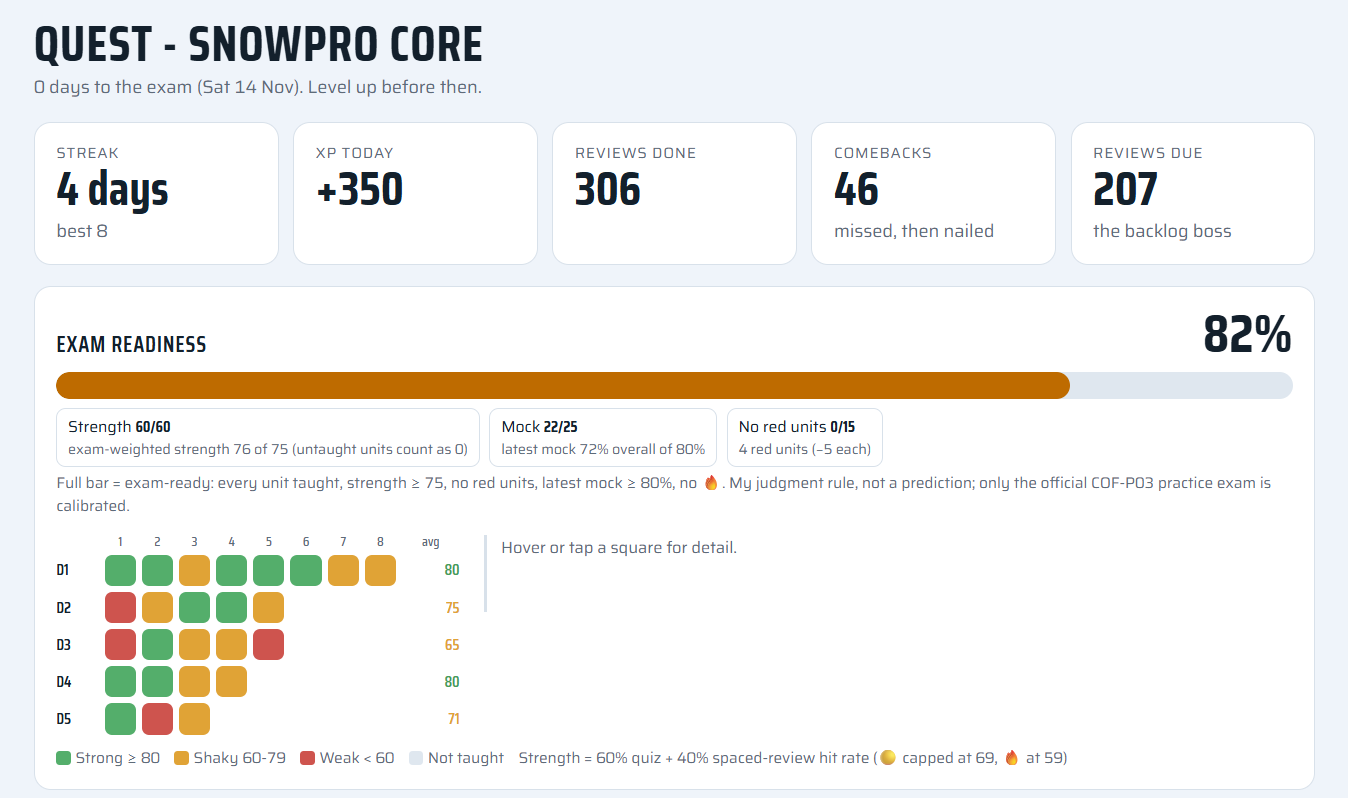 QUEST - SNOWPRO CORE
0 days to the exam (Sat 14 Nov). Level up before then.
STREAK
4 days
best 8
XP TODAY
+350
REVIEWS DONE
306
COMEBACKS
46
missed, then nailed
REVIEWS DUE
207
the backlog boss
EXAM READINESS
82%
Strength 60/60
exam-weighted strength 76 of 75 (untaught units count as 0)
Mock 22/25
latest mock 72% overall of 80%
No red units 0/15
4 red units (−5 each)
Full bar = exam-ready: every unit taught, strength ≥ 75, no red units, latest mock ≥ 80%, no 🔥. My judgment rule, not a prediction; only the official COF-P03 practice exam is
calibrated.
1 2 3 4 5 6 7 8 avg
D1 80
D2 75
D3 65
D4 80
D5 71
Hover or tap a square for detail.
Strong ≥ 80 Shaky 60-79 Weak < 60 Not taught Strength = 60% quiz + 40% spaced-review hit rate (🟡 capped at 69, 🔥 at 59)